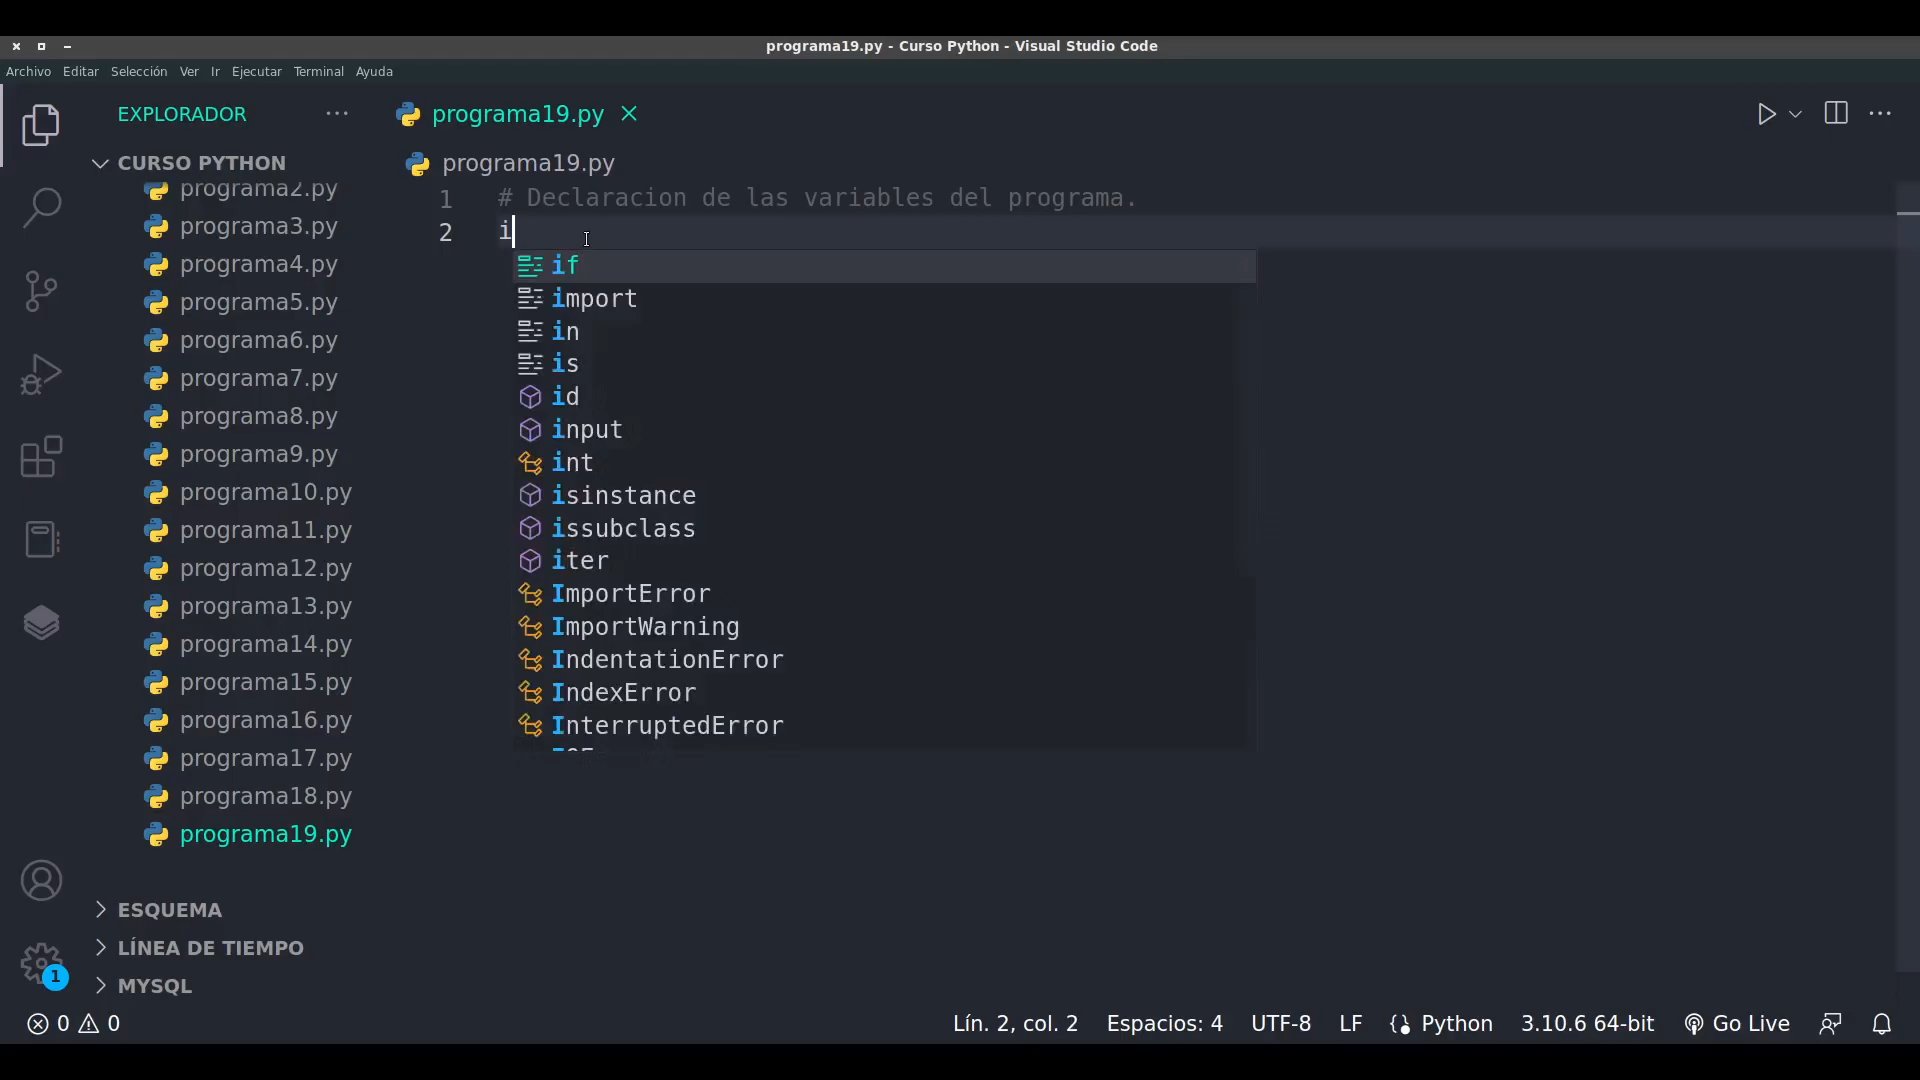 programa19.py - Curso Python - Visual Studio Code
Archivo Editar Selección Ver Ir Ejecutar Terminal Ayuda
EXPLORADOR
CURSO PYTHON
programa2.py
programa3.py
programa4.py
programa5.py
programa6.py
programa7.py
programa8.py
programa9.py
programa10.py
programa11.py
programa12.py
programa13.py
programa14.py
programa15.py
programa16.py
programa17.py
programa18.py
programa19.py
ESQUEMA
LÍNEA DE TIEMPO
MYSQL
1
programa19.py
programa19.py
1 # Declaracion de las variables del programa.
2 i
if
import
in
is
id
input
int
isinstance
issubclass
iter
ImportError
ImportWarning
IndentationError
IndexError
InterruptedError
0 0 Lín. 2, col. 2 Espacios: 4 UTF-8 LF Python 3.10.6 64-bit Go Live